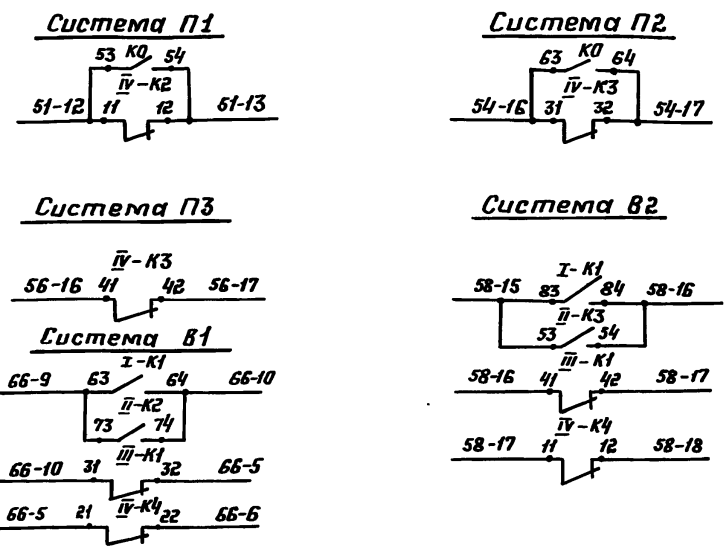 Система П1
53 КО 54
IV-К2
51-12 11 12 61-13
Система П2
63 КО 64
IV-К3
54-16 31 32 54-17
Система П3
IV-К3
56-16 41 42 56-17
Система В1
I-К1
66-9 63 64 66-10
II-К2
73 74
III-К1
66-10 31 32 66-5
IV-К4
66-5 21 22 66-6
Система В2
I-К1
58-15 83 84 58-16
II-К3
53 54
III-К1
58-16 41 42 58-17
IV-К4
58-17 11 12 58-18